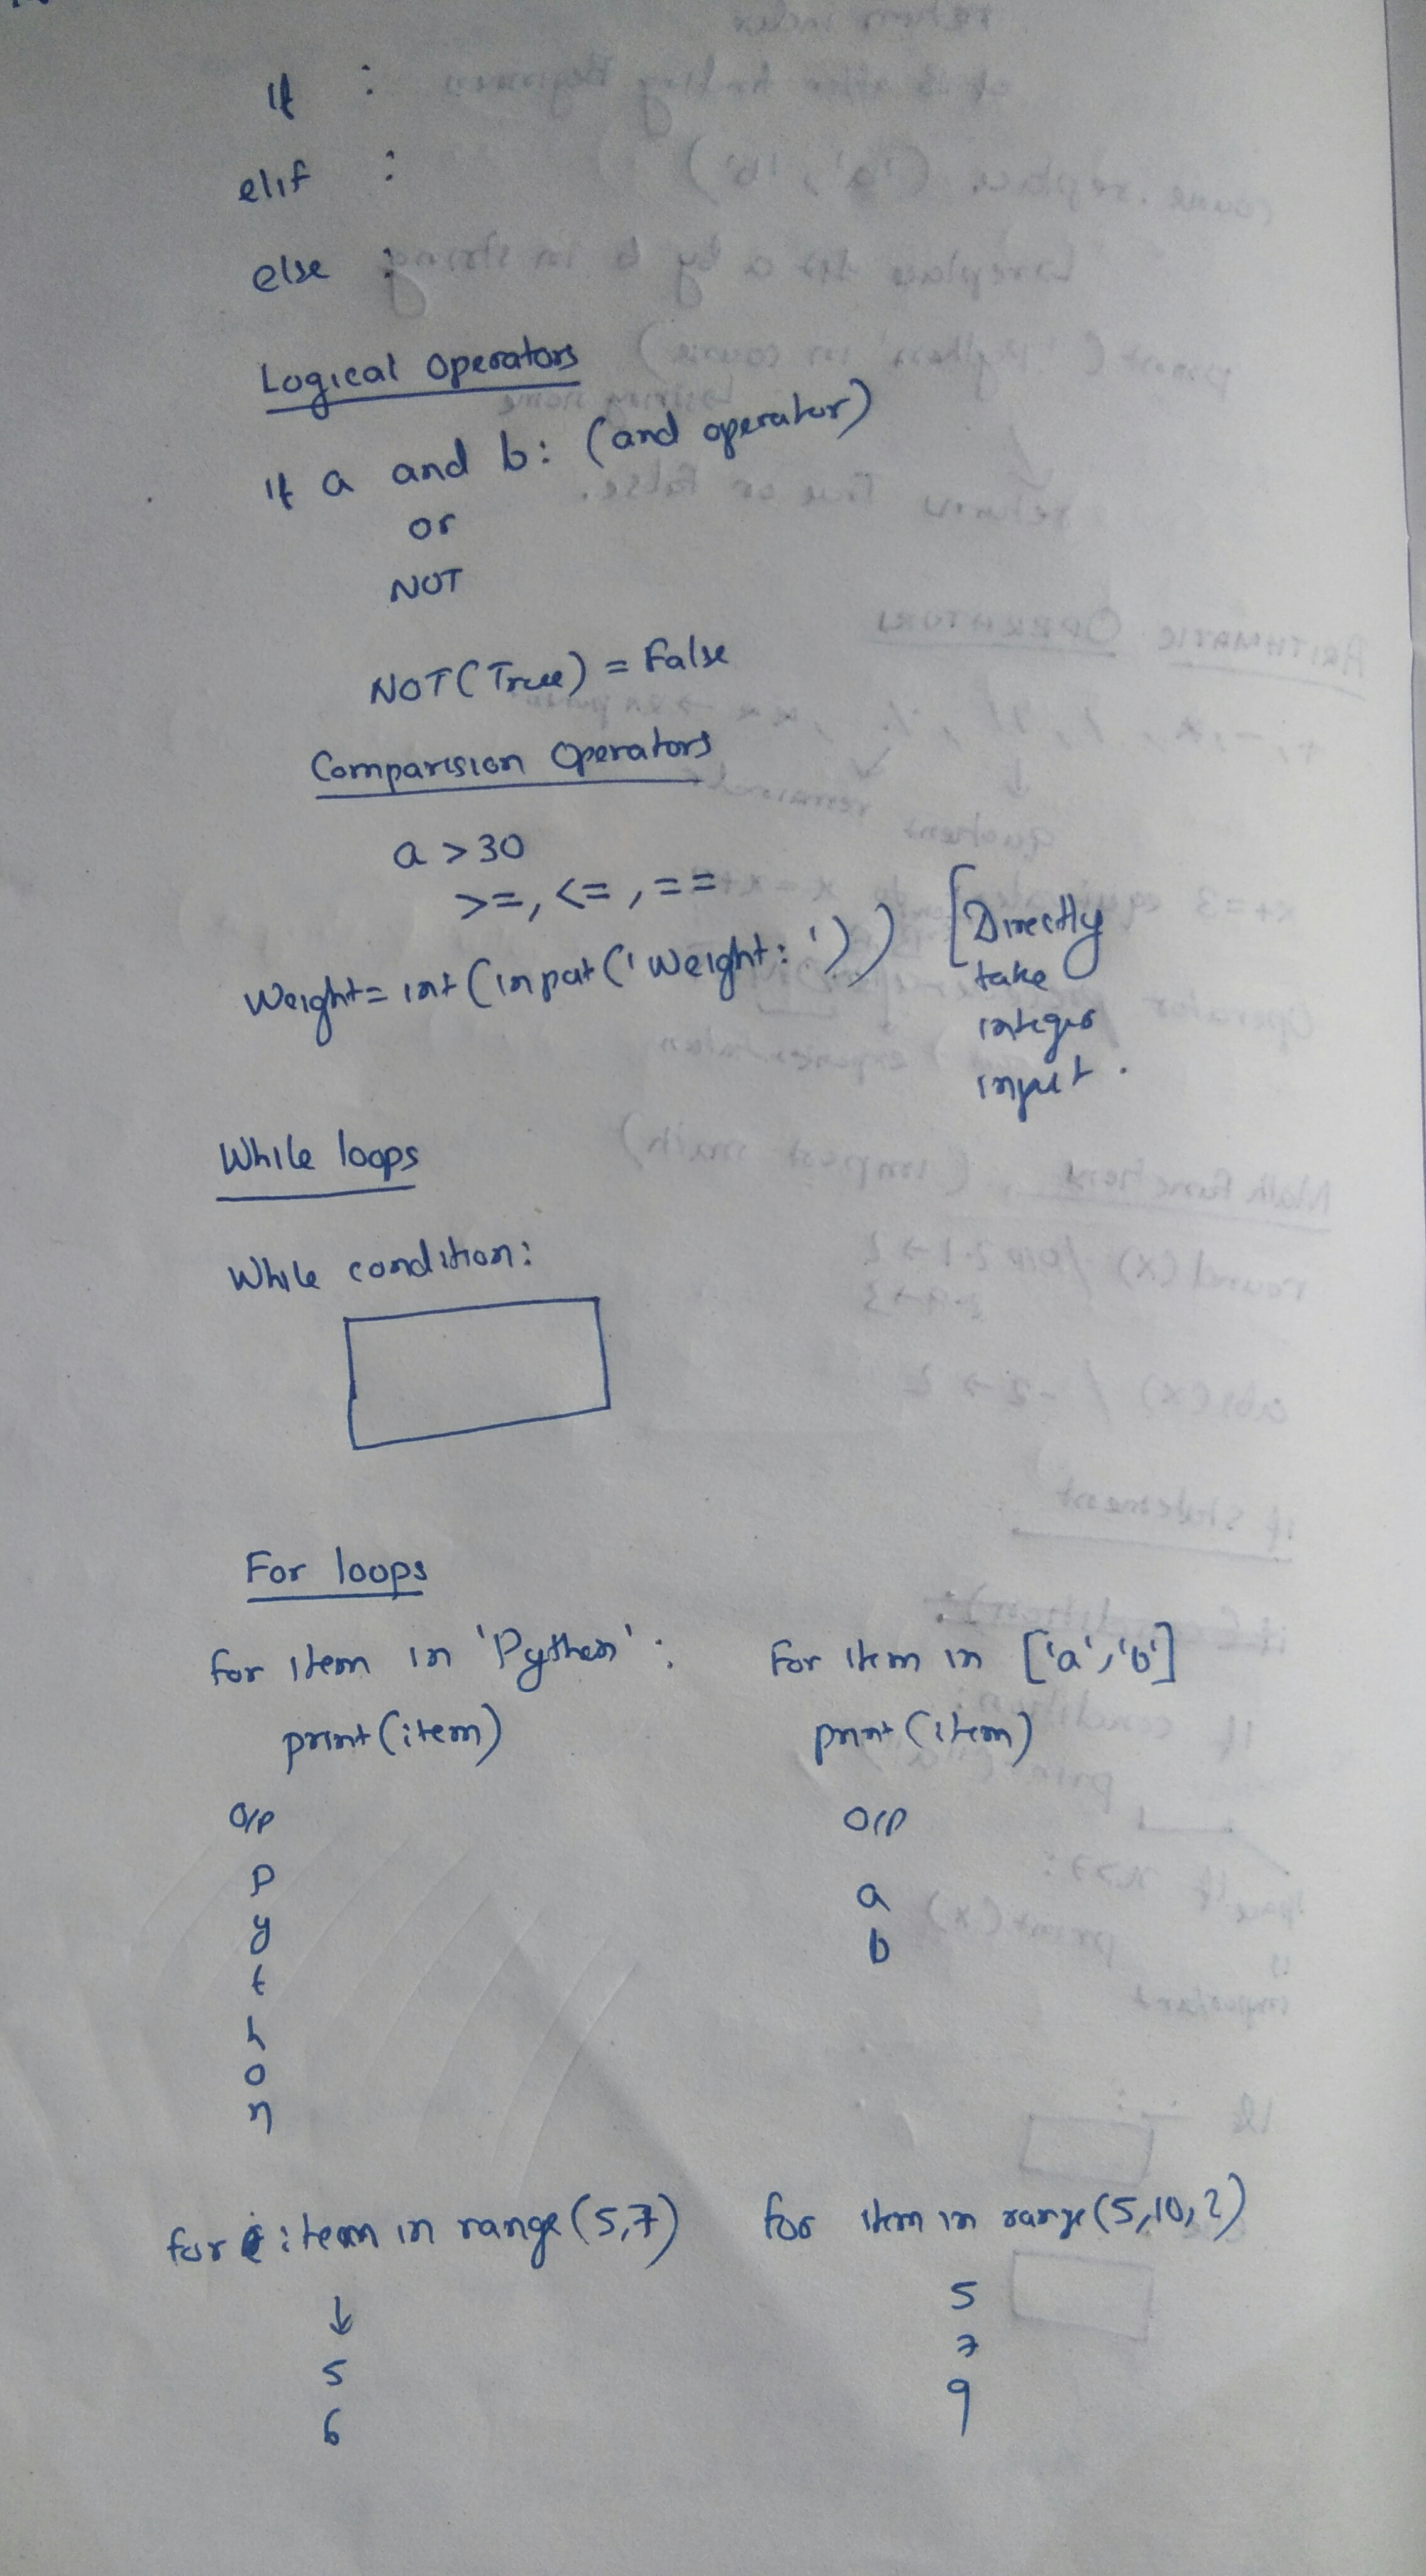 if :
elif :
else :
Logical Operators
if a and b: (and operator)
or
NOT
NOT(True) = False
Comparision Operators
a >30
>=, <=, ==
Weight= int(input('Weight: ')) [Directly
take
integer
input.
While loops
While condition:
For loops
for item in 'Python':
print(item)
O/P
P
y
t
h
o
n
for item in ['a','b']
print(item)
O/P
a
b
for item in range(5,7)
↓
5
6
for item in range(5,10,2)
5
7
9